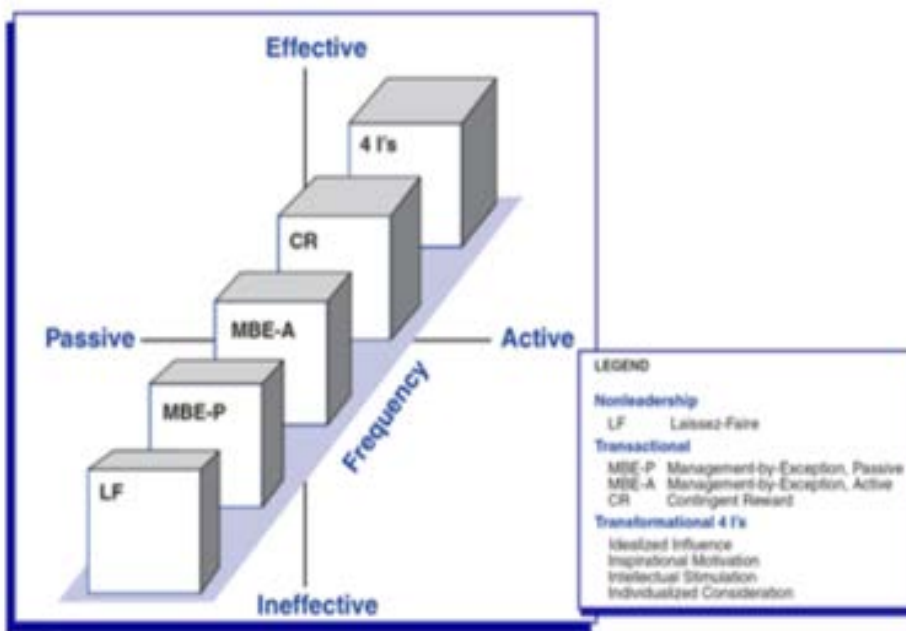 Effective
4 I's
CR
Passive
MBE-A
Active
MBE-P
Frequency
LF
Ineffective
LEGEND
Nonleadership
LF Laissez-Faire
Transactional
MBE-P Management-by-Exception, Passive
MBE-A Management-by-Exception, Active
CR Contingent Reward
Transformational 4 I's
Idealized Influence
Inspirational Motivation
Intellectual Stimulation
Individualized Consideration